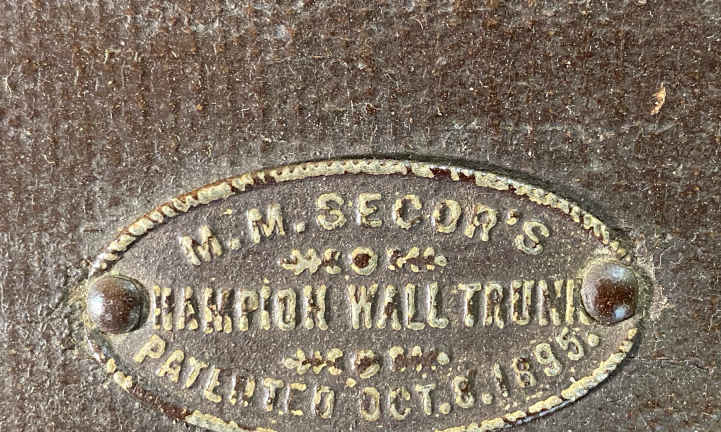 M.M. SECOR'S
HAMPION WALL TRUNK
PATENTED OCT. 8. 1895.